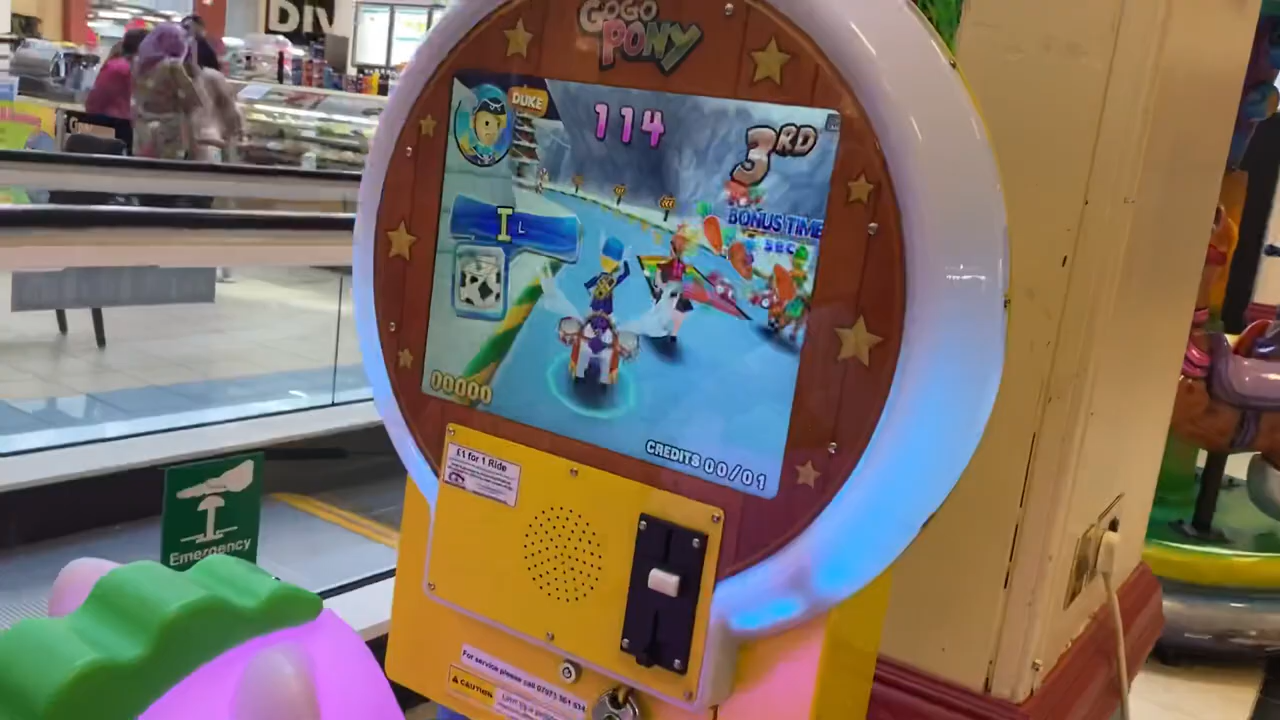 DIV
GOGO
PONY
DUKE
114
3RD
BONUS TIME
SEC
I L
00000
CREDITS 00/01
£1 for 1 Ride
Emergency
For service please call
CAUTION